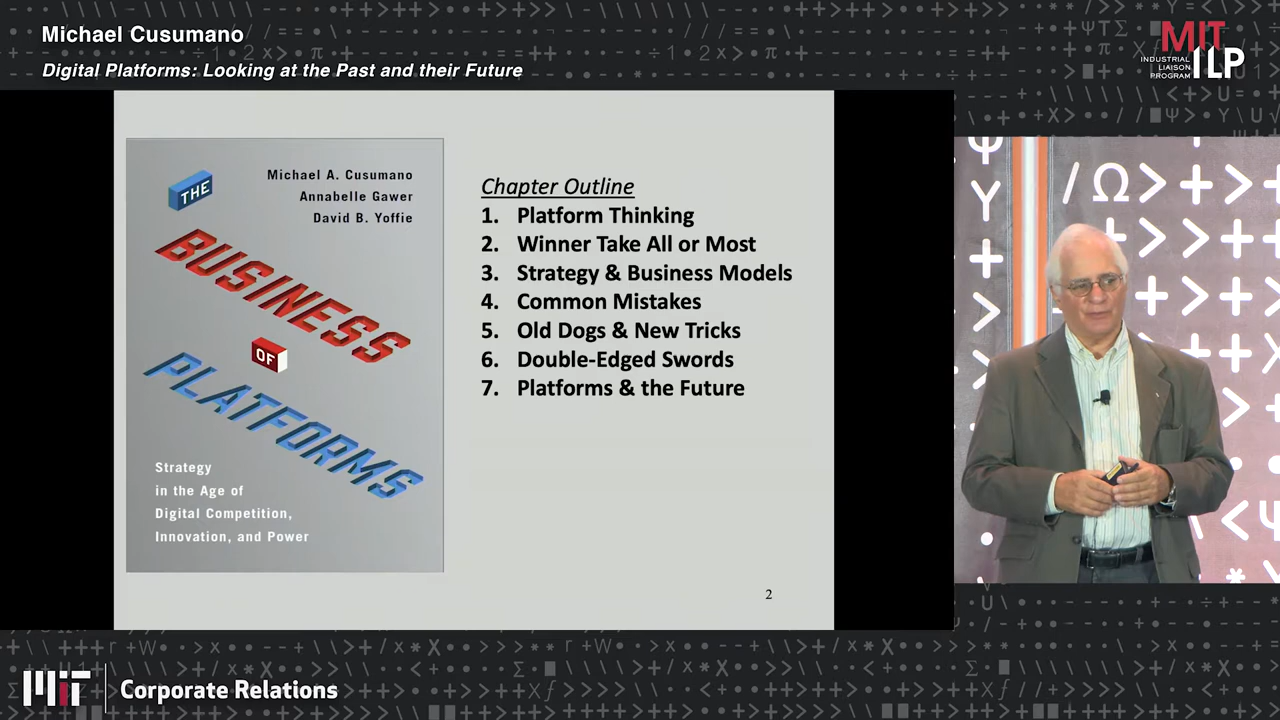 Michael Cusumano
Digital Platforms: Looking at the Past and their Future
MIT
INDUSTRIAL
LIAISON
PROGRAM
ILP
THE
Michael A. Cusumano
Annabelle Gawer
David B. Yoffie
BUSINESS
OF
PLATFORMS
Strategy
in the Age of
Digital Competition,
Innovation, and Power
Chapter Outline
1. Platform Thinking
2. Winner Take All or Most
3. Strategy & Business Models
4. Common Mistakes
5. Old Dogs & New Tricks
6. Double-Edged Swords
7. Platforms & the Future
2
MIT
Corporate Relations